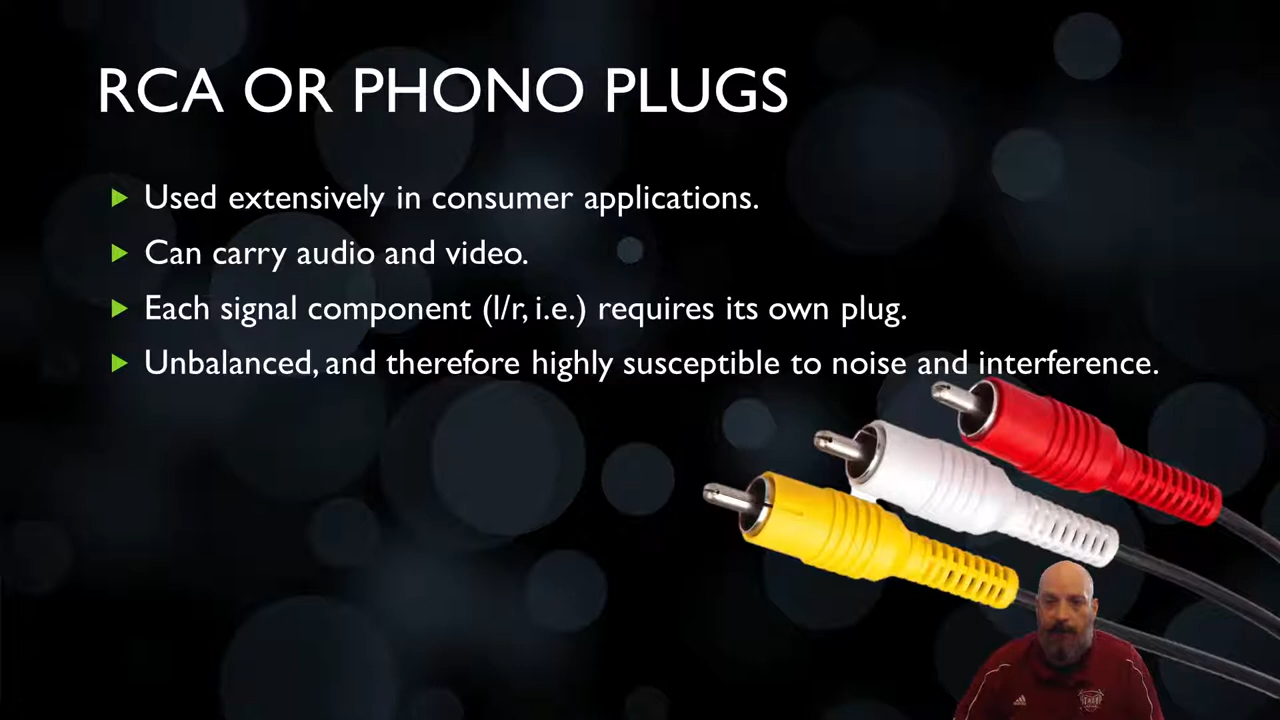 RCA OR PHONO PLUGS
Used extensively in consumer applications.
Can carry audio and video.
Each signal component (l/r, i.e.) requires its own plug.
Unbalanced, and therefore highly susceptible to noise and interference.